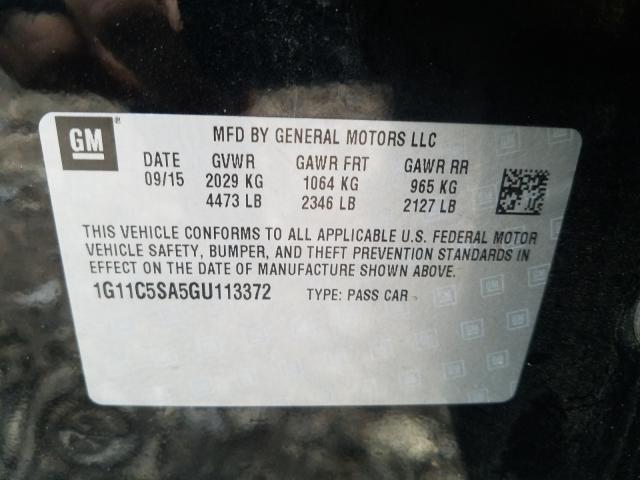 GM
MFD BY GENERAL MOTORS LLC
DATE GVWR GAWR FRT GAWR RR
09/15 2029 KG 1064 KG 965 KG
4473 LB 2346 LB 2127 LB
THIS VEHICLE CONFORMS TO ALL APPLICABLE U.S. FEDERAL MOTOR
VEHICLE SAFETY, BUMPER, AND THEFT PREVENTION STANDARDS IN
EFFECT ON THE DATE OF MANUFACTURE SHOWN ABOVE.
1G11C5SA5GU113372 TYPE: PASS CAR